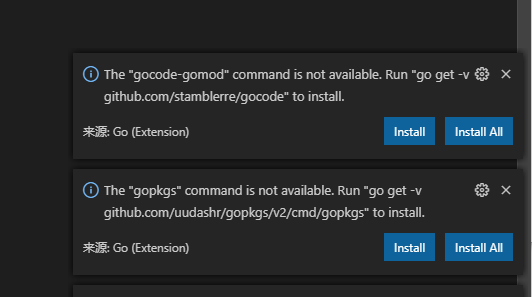 The "gocode-gomod" command is not available. Run "go get -v
github.com/stamblerre/gocode" to install.
来源: Go (Extension)
Install
Install All
The "gopkgs" command is not available. Run "go get -v
github.com/uudashr/gopkgs/v2/cmd/gopkgs" to install.
来源: Go (Extension)
Install
Install All